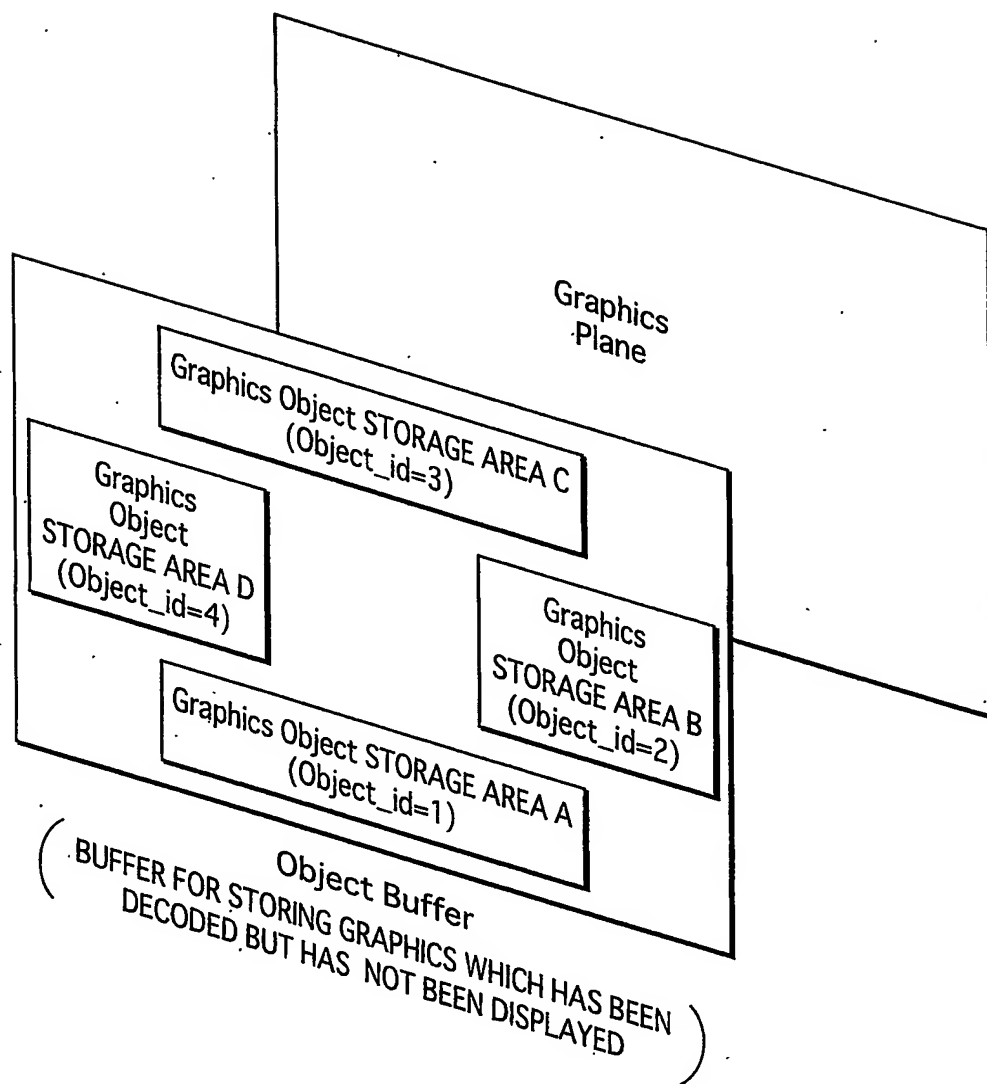 Graphics
Plane
Graphics Object STORAGE AREA C
(Object_id=3)
Graphics
Object
STORAGE AREA D
(Object_id=4)
Graphics
Object
STORAGE AREA B
(Object_id=2)
Graphics Object STORAGE AREA A
(Object_id=1)
Object Buffer
(BUFFER FOR STORING GRAPHICS WHICH HAS BEEN
DECODED BUT HAS NOT BEEN DISPLAYED)